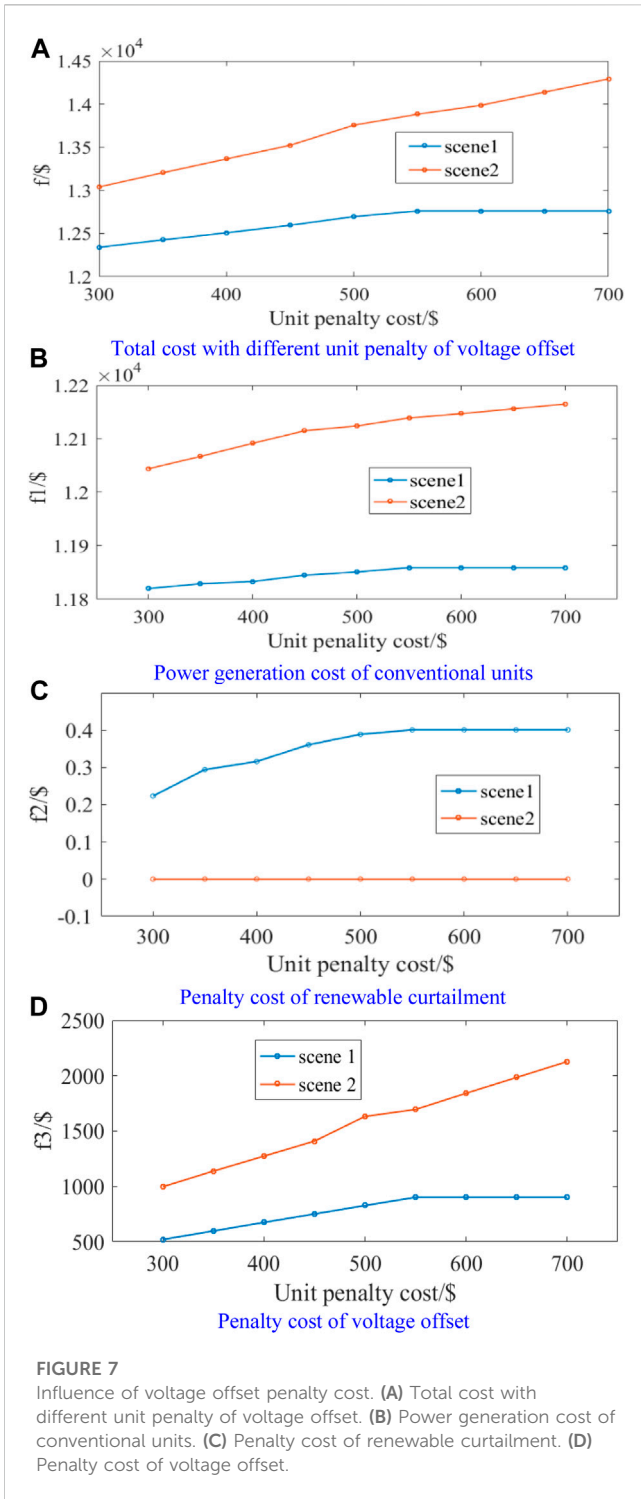 A
×10⁴
1.45
1.4
1.35
1.3
1.25
1.2
f/$
scene1
scene2
300 400 500 600 700
Unit penalty cost/$
Total cost with different unit penalty of voltage offset
B
×10⁴
1.22
1.21
1.2
1.19
1.18
f1/$
scene1
scene2
300 400 500 600 700
Unit penality cost/$
Power generation cost of conventional units
C
0.4
0.3
0.2
0.1
0
-0.1
f2/$
scene1
scene2
300 400 500 600 700
Unit penalty cost/$
Penalty cost of renewable curtailment
D
2500
2000
1500
1000
500
f3/$
scene 1
scene 2
300 400 500 600 700
Unit penalty cost/$
Penalty cost of voltage offset
FIGURE 7
Influence of voltage offset penalty cost. (A) Total cost with
different unit penalty of voltage offset. (B) Power generation cost of
conventional units. (C) Penalty cost of renewable curtailment. (D)
Penalty cost of voltage offset.